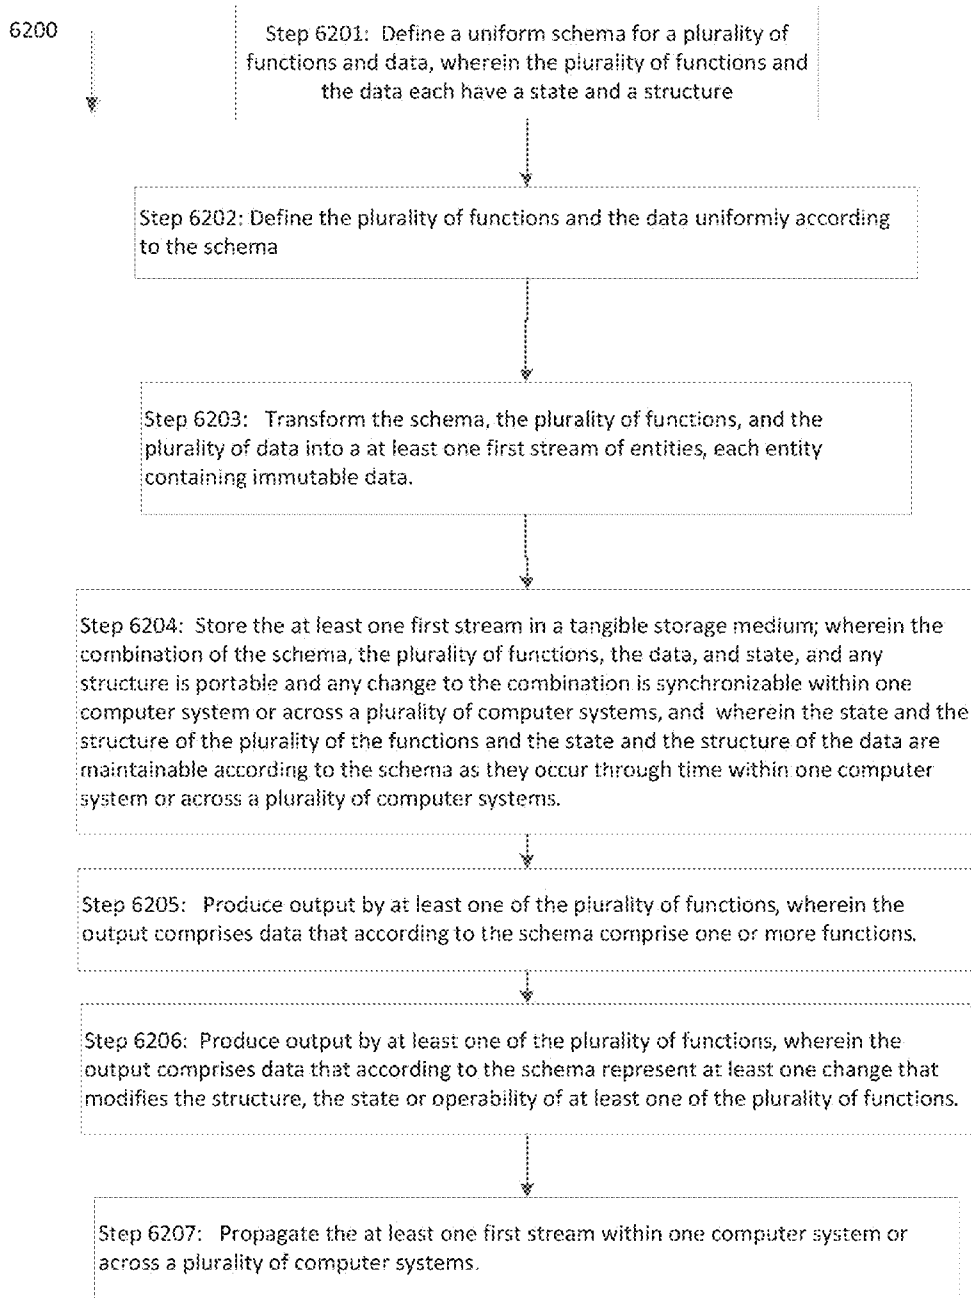 6200
Step 6201: Define a uniform schema for a plurality of
functions and data, wherein the plurality of functions and
the data each have a state and a structure
Step 6202: Define the plurality of functions and the data uniformly according
to the schema
Step 6203: Transform the schema, the plurality of functions, and the
plurality of data into a at least one first stream of entities, each entity
containing immutable data.
Step 6204: Store the at least one first stream in a tangible storage medium; wherein the
combination of the schema, the plurality of functions, the data, and state, and any
structure is portable and any change to the combination is synchronizable within one
computer system or across a plurality of computer systems, and wherein the state and the
structure of the plurality of the functions and the state and the structure of the data are
maintainable according to the schema as they occur through time within one computer
system or across a plurality of computer systems.
Step 6205: Produce output by at least one of the plurality of functions, wherein the
output comprises data that according to the schema comprise one or more functions.
Step 6206: Produce output by at least one of the plurality of functions, wherein the
output comprises data that according to the schema represent at least one change that
modifies the structure, the state or operability of at least one of the plurality of functions.
Step 6207: Propagate the at least one first stream within one computer system or
across a plurality of computer systems.